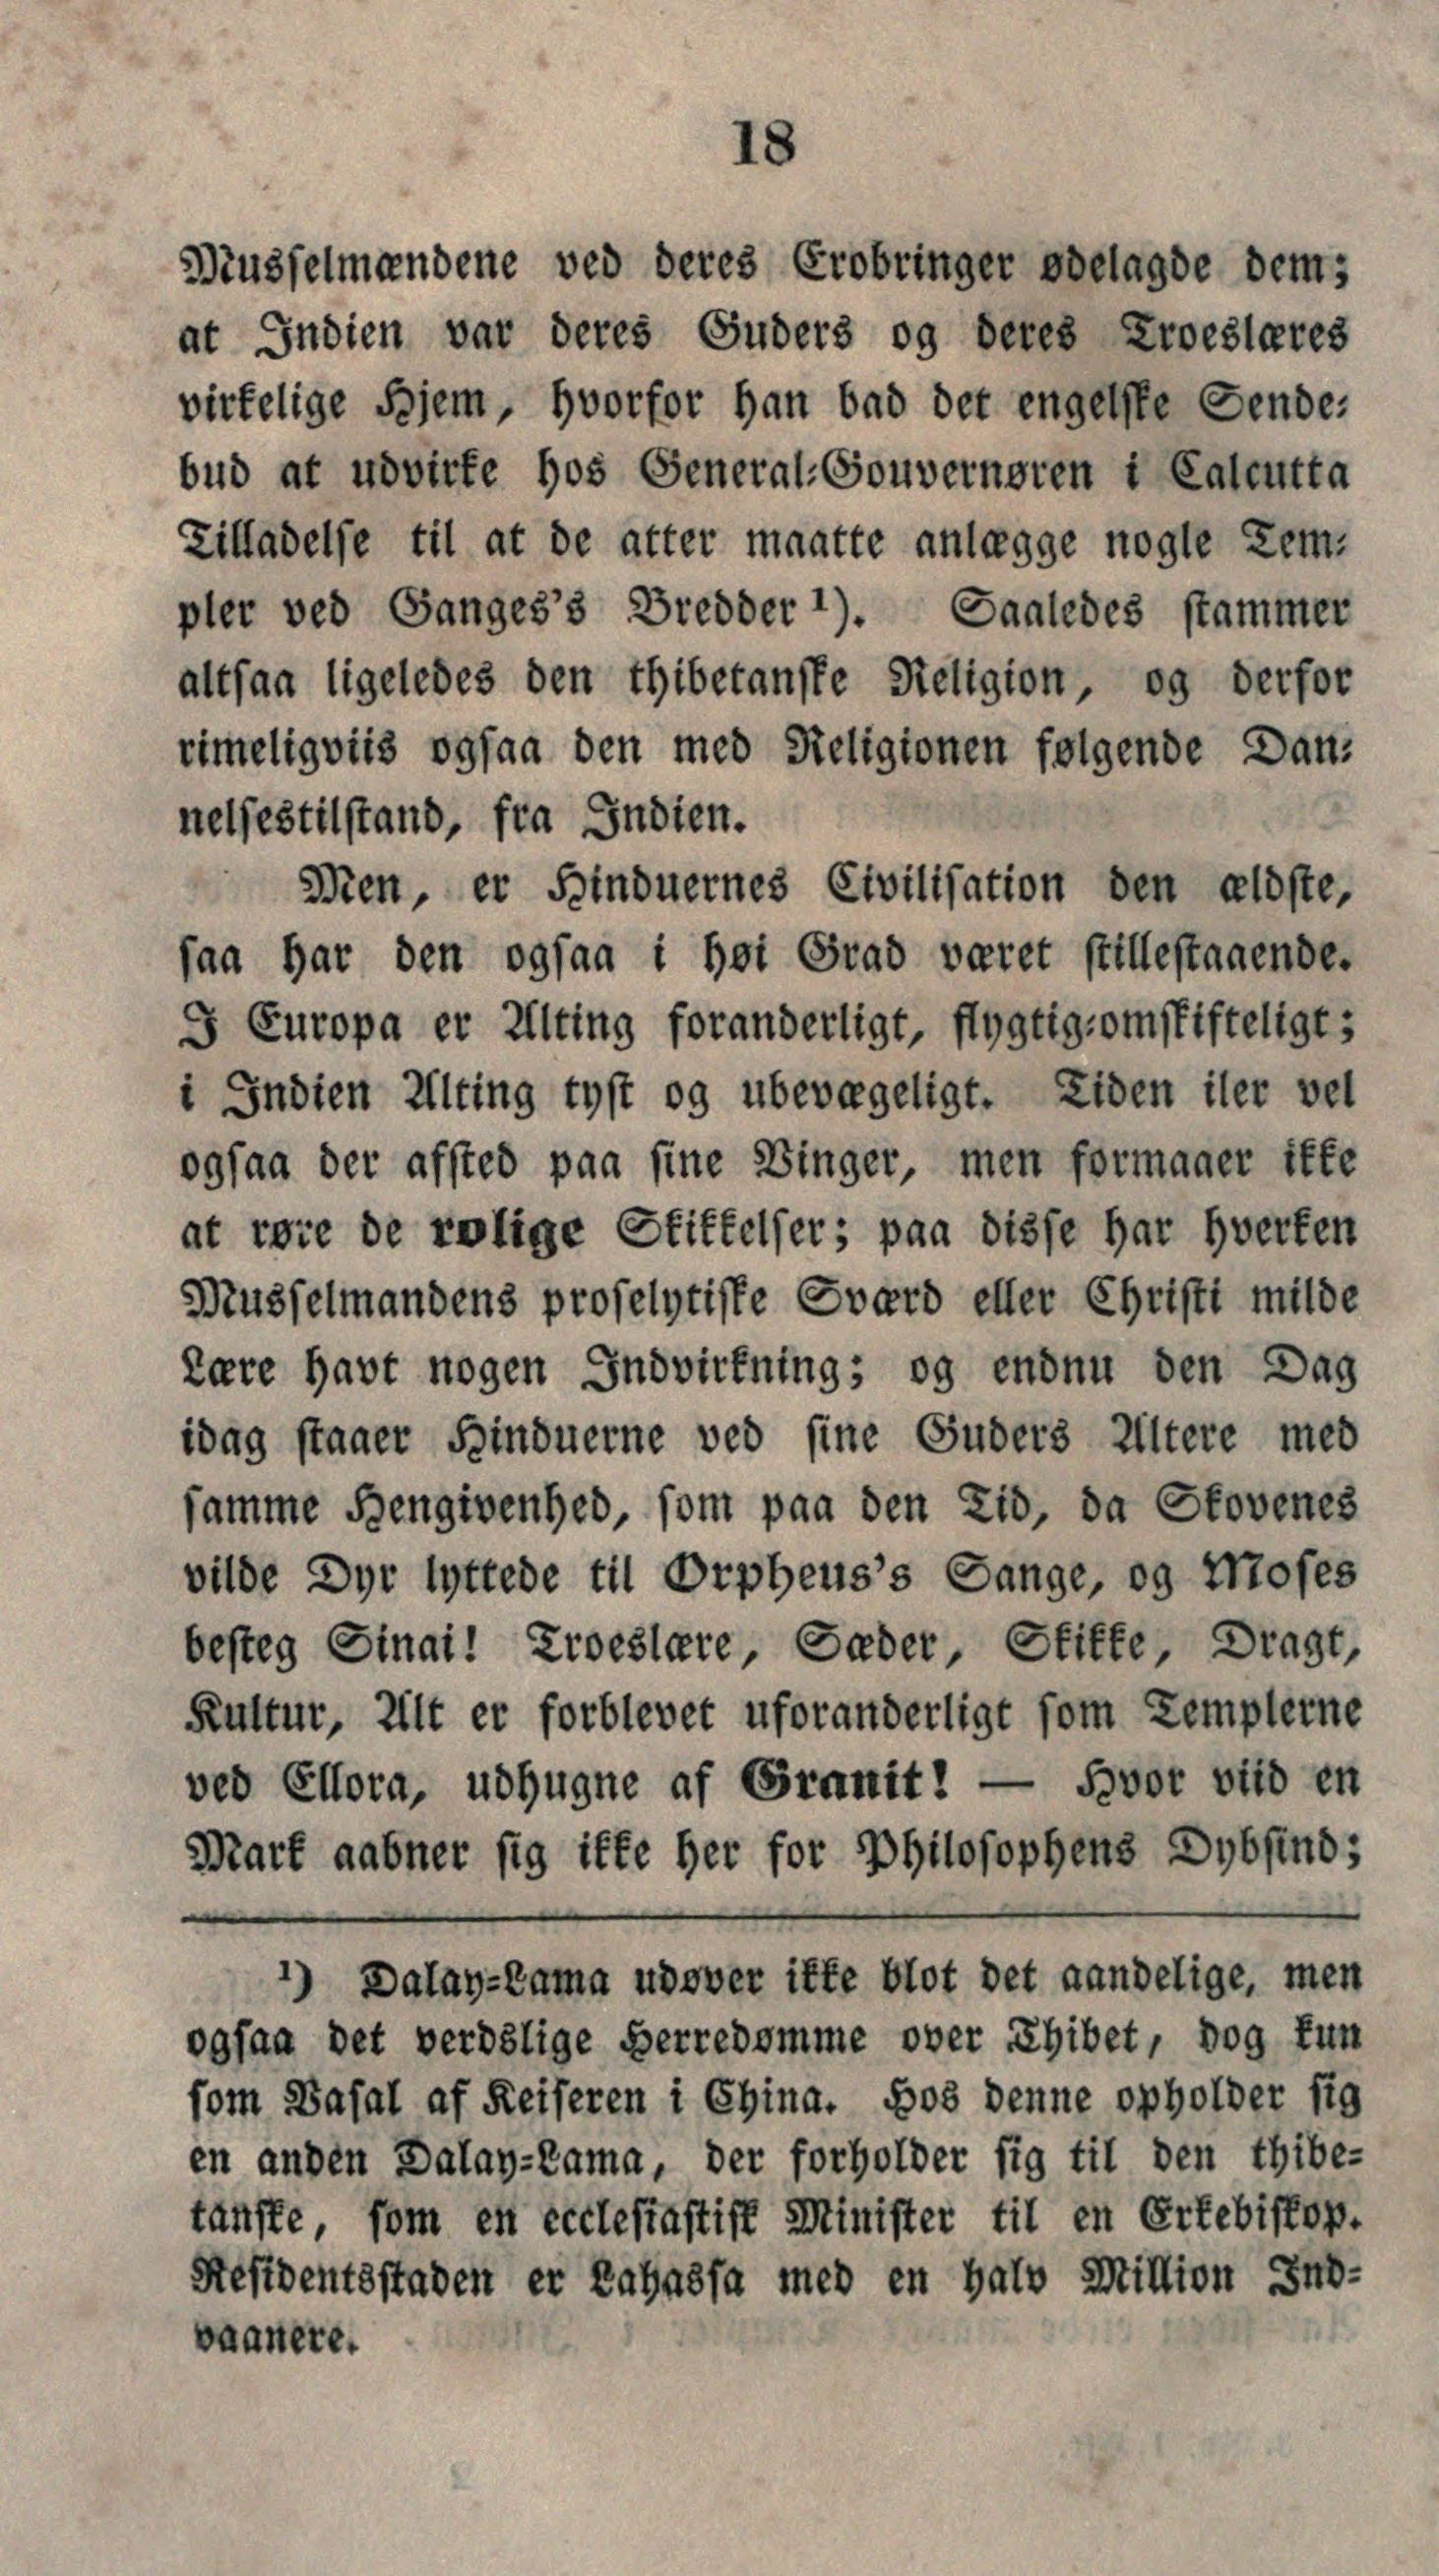 18
Musselmændene ved deres Erobringer ødelagde dem;
at Indien var deres Guders og deres Troeslæres
virkelige Hjem, hvorfor han bad det engelske Sende-
bud at udvirke hos General-Gouvernøren i Calcutta
Tilladelse til at de atter maatte anlægge nogle Tem-
pler ved Ganges's Bredder ¹). Saaledes stammer
altsaa ligeledes den thibetanske Religion, og derfor
rimeligviis ogsaa den med Religionen følgende Dan-
nelsestilstand, fra Indien.
Men, er Hinduernes Civilisation den ældste,
saa har den ogsaa i høi Grad været stillestaaende.
I Europa er Alting foranderligt, flygtig-omskifteligt;
i Indien Alting tyst og ubevægeligt. Tiden iler vel
ogsaa der afsted paa sine Vinger, men formaaer ikke
at røre de rolige Skikkelser; paa disse har hverken
Musselmandens proselytiske Sværd eller Christi milde
Lære havt nogen Indvirkning; og endnu den Dag
idag staaer Hinduerne ved sine Guders Altere med
samme Hengivenhed, som paa den Tid, da Skovenes
vilde Dyr lyttede til Orpheus's Sange, og Moses
besteg Sinai! Troeslære, Sæder, Skikke, Dragt,
Kultur, Alt er forblevet uforanderligt som Templerne
ved Ellora, udhugne af Granit! — Hvor viid en
Mark aabner sig ikke her for Philosophens Dybsind;
¹) Dalay-Lama udøver ikke blot det aandelige, men
ogsaa det verdslige Herredømme over Thibet, dog kun
som Vasal af Keiseren i China. Hos denne opholder sig
en anden Dalay-Lama, der forholder sig til den thibe-
tanske, som en ecclesiastisk Minister til en Erkebiskop.
Residentsstaden er Lahassa med en halv Million Ind-
vaanere.